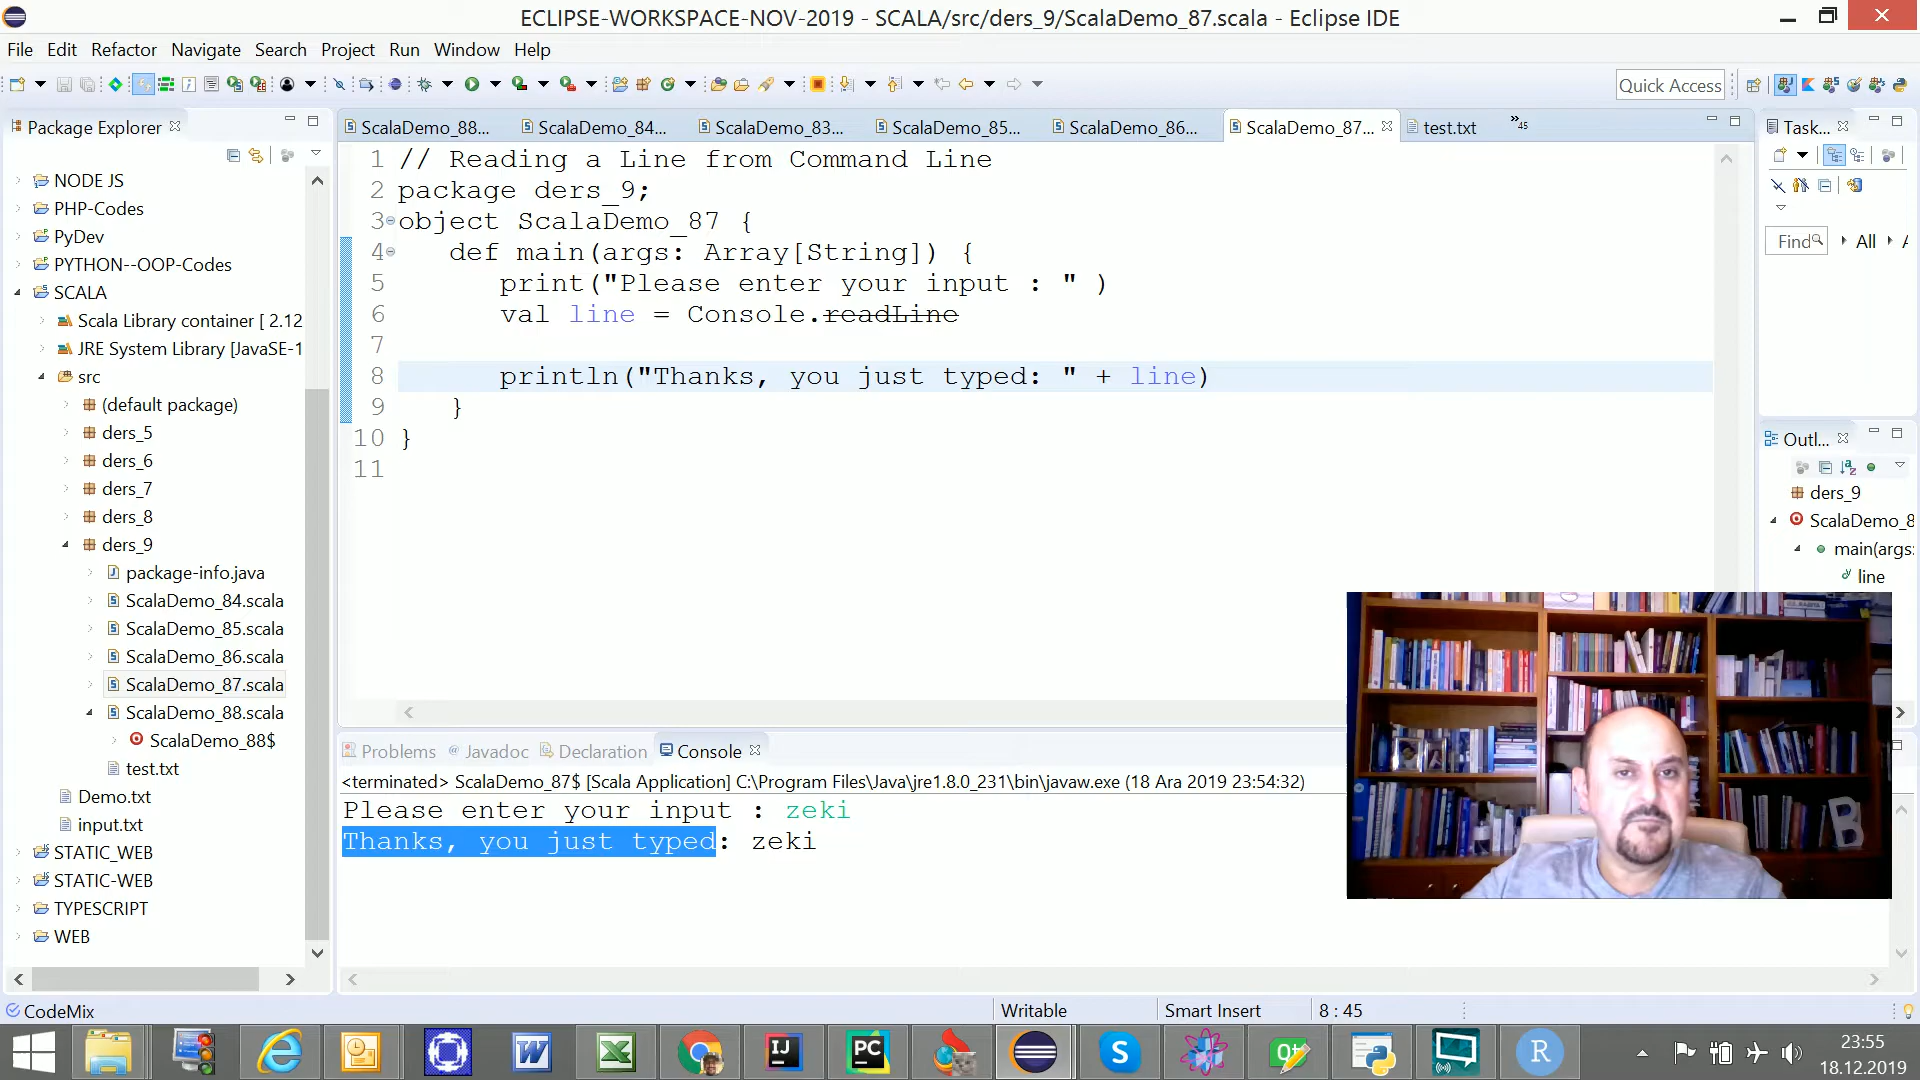 ECLIPSE-WORKSPACE-NOV-2019 - SCALA/src/ders_9/ScalaDemo_87.scala - Eclipse IDE
File Edit Refactor Navigate Search Project Run Window Help
Quick Access
Package Explorer
NODE JS
PHP-Codes
PyDev
PYTHON--OOP-Codes
SCALA
Scala Library container [ 2.12
JRE System Library [JavaSE-1
src
(default package)
ders_5
ders_6
ders_7
ders_8
ders_9
package-info.java
ScalaDemo_84.scala
ScalaDemo_85.scala
ScalaDemo_86.scala
ScalaDemo_87.scala
ScalaDemo_88.scala
ScalaDemo_88$
test.txt
Demo.txt
input.txt
STATIC_WEB
STATIC-WEB
TYPESCRIPT
WEB
ScalaDemo_88... ScalaDemo_84... ScalaDemo_83... ScalaDemo_85... ScalaDemo_86... ScalaDemo_87... test.txt »45
1 // Reading a Line from Command Line
2 package ders_9;
3 object ScalaDemo_87 {
4 def main(args: Array[String]) {
5 print("Please enter your input : " )
6 val line = Console.readLine
7
8 println("Thanks, you just typed: " + line)
9 }
10 }
11
Task...
Find All
Outl...
ders_9
ScalaDemo_8
main(args:
line
Problems Javadoc Declaration Console
<terminated> ScalaDemo_87$ [Scala Application] C:\Program Files\Java\jre1.8.0_231\bin\javaw.exe (18 Ara 2019 23:54:32)
Please enter your input : zeki
Thanks, you just typed: zeki
CodeMix
Writable Smart Insert 8 : 45
23:55
18.12.2019